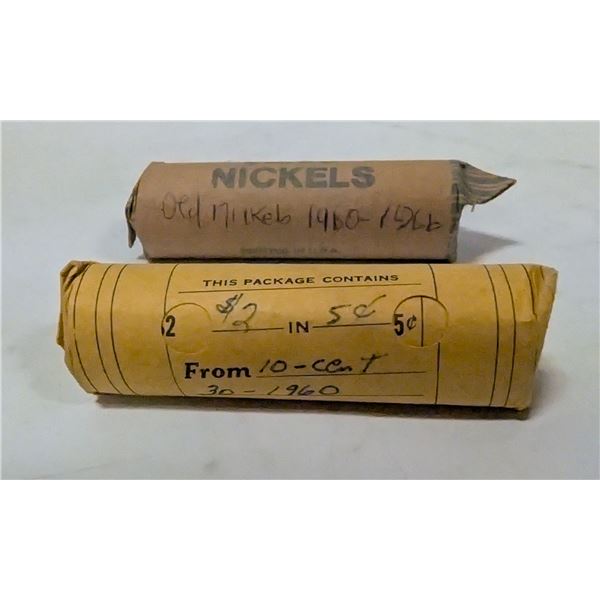 NICKELS
Old Nickels 1960-1966
THIS PACKAGE CONTAINS
2 $2 IN 5¢ 5¢
From 10-cent
30-1960